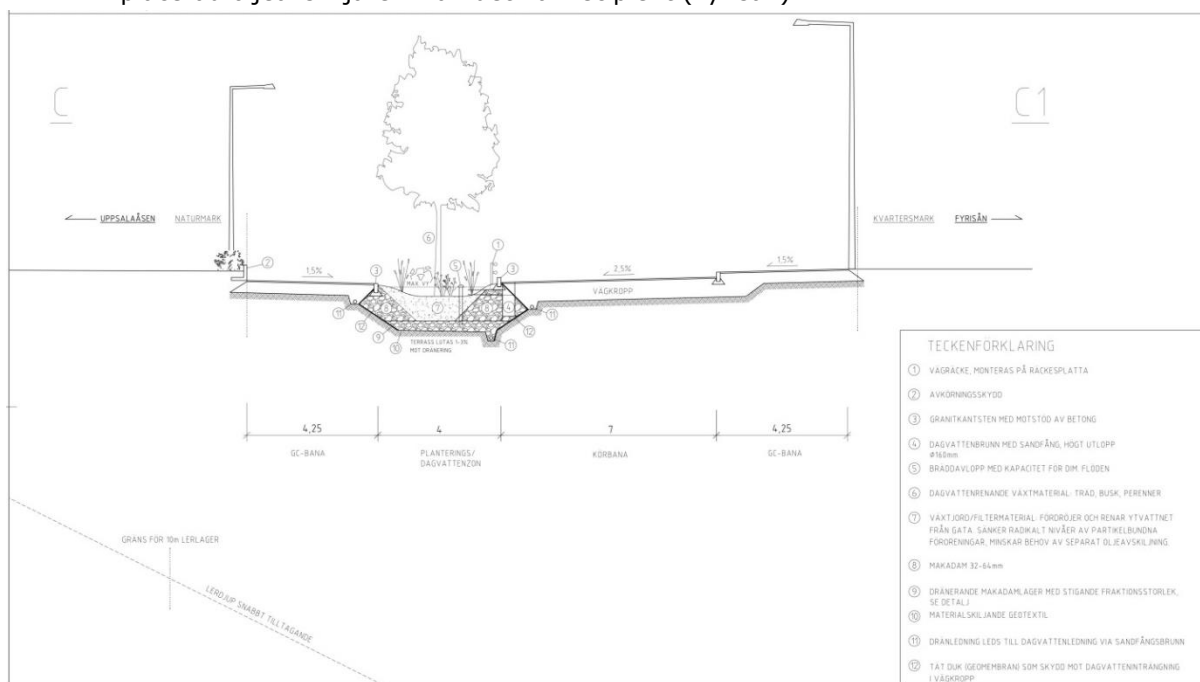 C
C1
UPPSALAÅSEN NATURMARK
KVARTERSMARK FYRISÅN
1,5%
2,5%
1,5%
MAX. VY
VÄGKROPP
TERRASS LUTAS
MOT DRÄNERING
4,25
4
7
4,25
GC-BANA
PLANTERINGS/
DAGVATTENZON
KÖRBANA
GC-BANA
GRÄNS FÖR 10m LERLAGER
LERDJUP SNABBT TILLTAGANDE
TECKENFÖRKLARING
1 VÄGRÄCKE, MONTERAS PÅ RÄCKESPLATTA
2 AVKÖRNINGSSKYDD
3 GRANITKANTSTEN MED MOTSTÖD AV BETONG
4 DAGVATTENBRUNN MED SANDFÅNG, HÖGT UTLOPP
Ø160mm
5 BRÄDDAVLOPP MED KAPACITET FÖR DIM. FLÖDEN
6 DAGVATTENRENANDE VÄXTMATERIAL: TRÄD, BUSK, PERENNER
7 VÄXTJORD/FILTERMATERIAL: FÖRDRÖJER OCH RENAR YTVATTNET
FRÅN GATA. SÄNKER RADIKALT NIVÅER AV PARTIKELBUNDNA
FÖRORENINGAR, MINSKAR BEHOV AV SEPARAT OLJEAVSKILJNING.
8 MAKADAM 32-64mm
9 DRÄNERANDE MAKADAMLAGER MED STIGANDE FRAKTIONSSTORLEK,
SE DETALJ
10 MATERIALSKILJANDE GEOTEXTIL
11 DRÄNLEDNING LEDS TILL DAGVATTENLEDNING VIA SANDFÅNGSBRUNN
12 TÄT DUK (GEOMEMBRAN) SOM SKYDD MOT DAGVATTENINTRÄNGNING
I VÄGKROPP